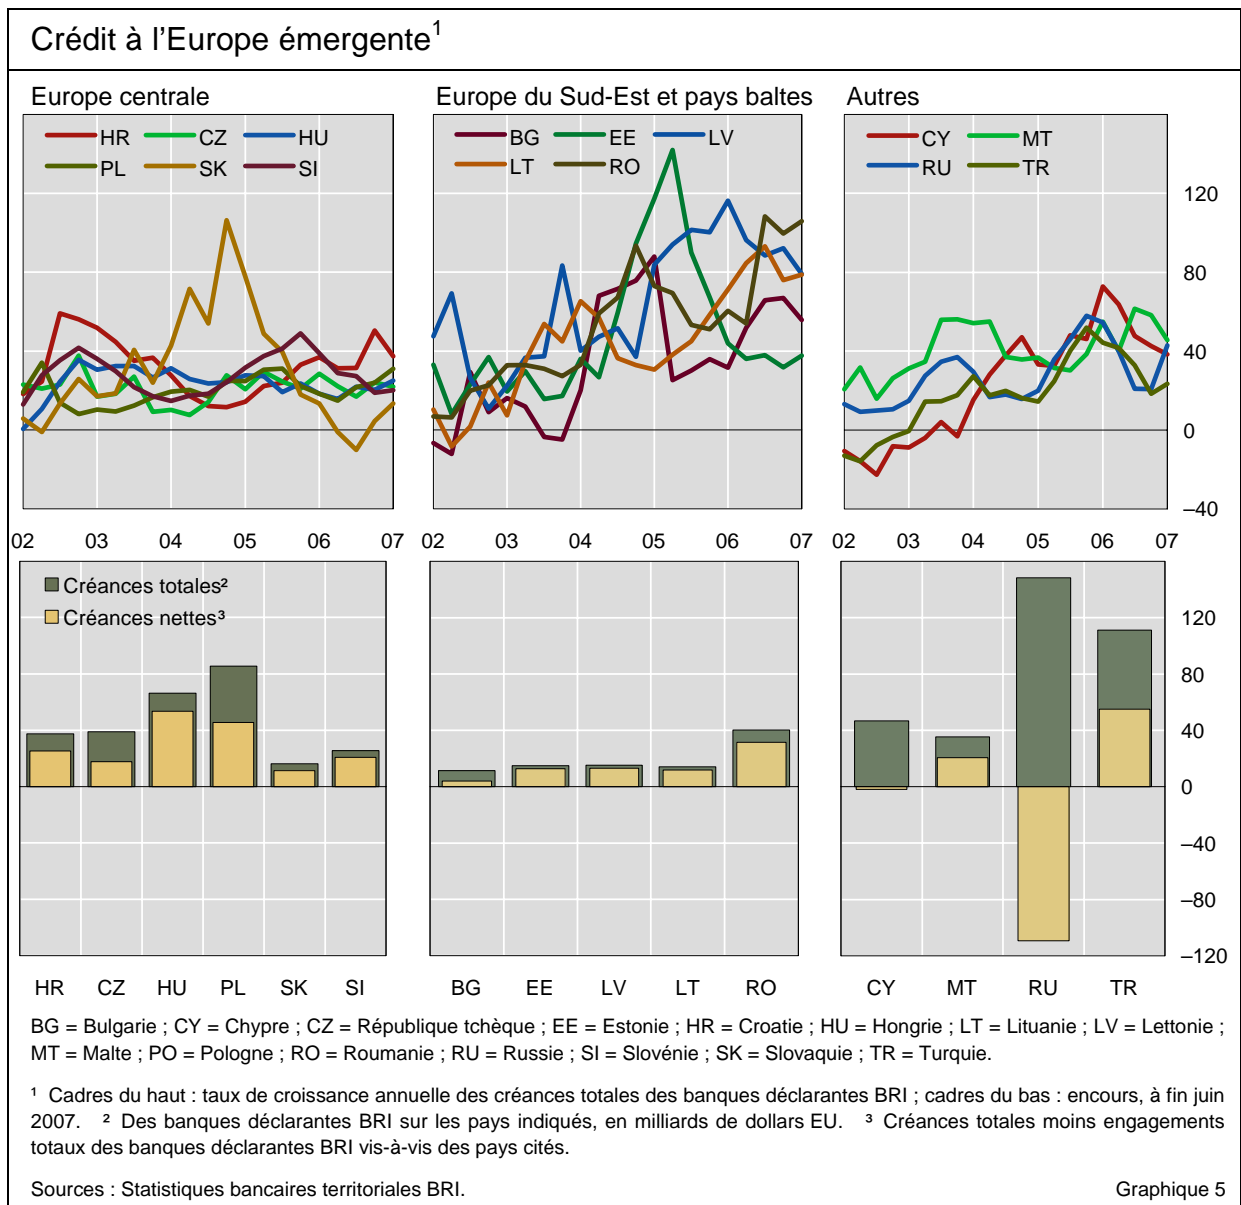 Crédit à l'Europe émergente¹
Europe centrale
HR CZ HU
PL SK SI
Europe du Sud-Est et pays baltes
BG EE LV
LT RO
Autres
CY MT
RU TR
120
80
40
0
–40
02 03 04 05 06 07
02 03 04 05 06 07
02 03 04 05 06 07
Créances totales²
Créances nettes³
120
80
40
0
–40
–80
–120
HR CZ HU PL SK SI
BG EE LV LT RO
CY MT RU TR
BG = Bulgarie ; CY = Chypre ; CZ = République tchèque ; EE = Estonie ; HR = Croatie ; HU = Hongrie ; LT = Lituanie ; LV = Lettonie ;
MT = Malte ; PO = Pologne ; RO = Roumanie ; RU = Russie ; SI = Slovénie ; SK = Slovaquie ; TR = Turquie.
¹ Cadres du haut : taux de croissance annuelle des créances totales des banques déclarantes BRI ; cadres du bas : encours, à fin juin
2007. ² Des banques déclarantes BRI sur les pays indiqués, en milliards de dollars EU. ³ Créances totales moins engagements
totaux des banques déclarantes BRI vis-à-vis des pays cités.
Sources : Statistiques bancaires territoriales BRI. Graphique 5